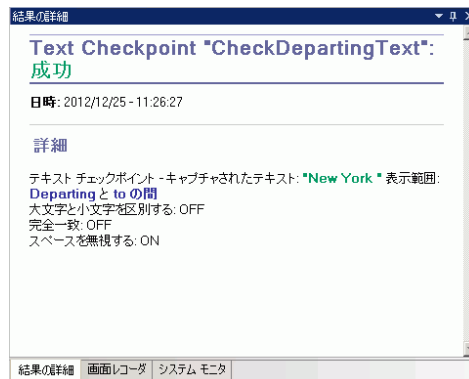 結果の詳細
Text Checkpoint "CheckDepartingText":
成功
日時: 2012/12/25 - 11:26:27
詳細
テキスト チェックポイント - キャプチャされたテキスト: "New York " 表示範囲:
Departing と to の間
大文字と小文字を区別する: OFF
完全一致: OFF
スペースを無視する: ON
結果の詳細 画面レコーダ システム モニタ